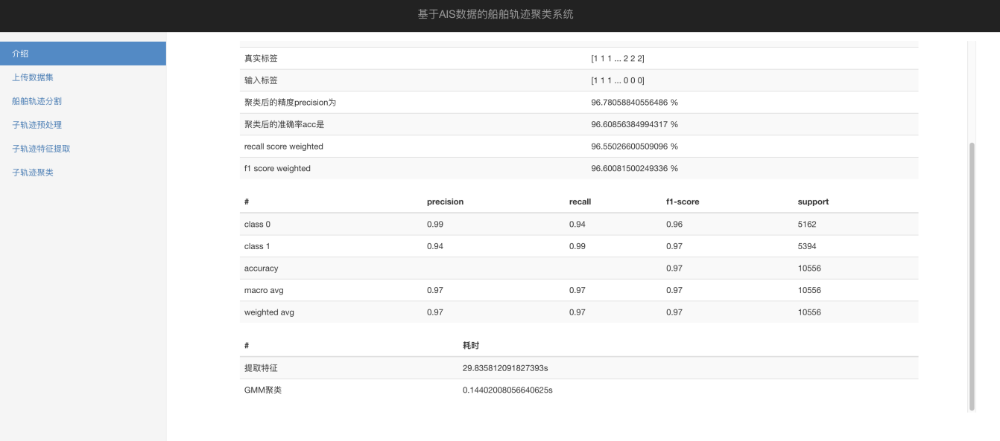 基于AIS数据的船舶轨迹聚类系统
介绍
上传数据集
船舶轨迹分割
子轨迹预处理
子轨迹特征提取
子轨迹聚类
真实标签 [1 1 1 ... 2 2 2]
输入标签 [1 1 1 ... 0 0 0]
聚类后的精度precision为 96.78058840556486 %
聚类后的准确率acc是 96.60856384994317 %
recall score weighted 96.55026600509096 %
f1 score weighted 96.60081500249336 %
# precision recall f1-score support
class 0 0.99 0.94 0.96 5162
class 1 0.94 0.99 0.97 5394
accuracy 0.97 10556
macro avg 0.97 0.97 0.97 10556
weighted avg 0.97 0.97 0.97 10556
# 耗时
提取特征 29.835812091827393s
GMM聚类 0.14402008056640625s